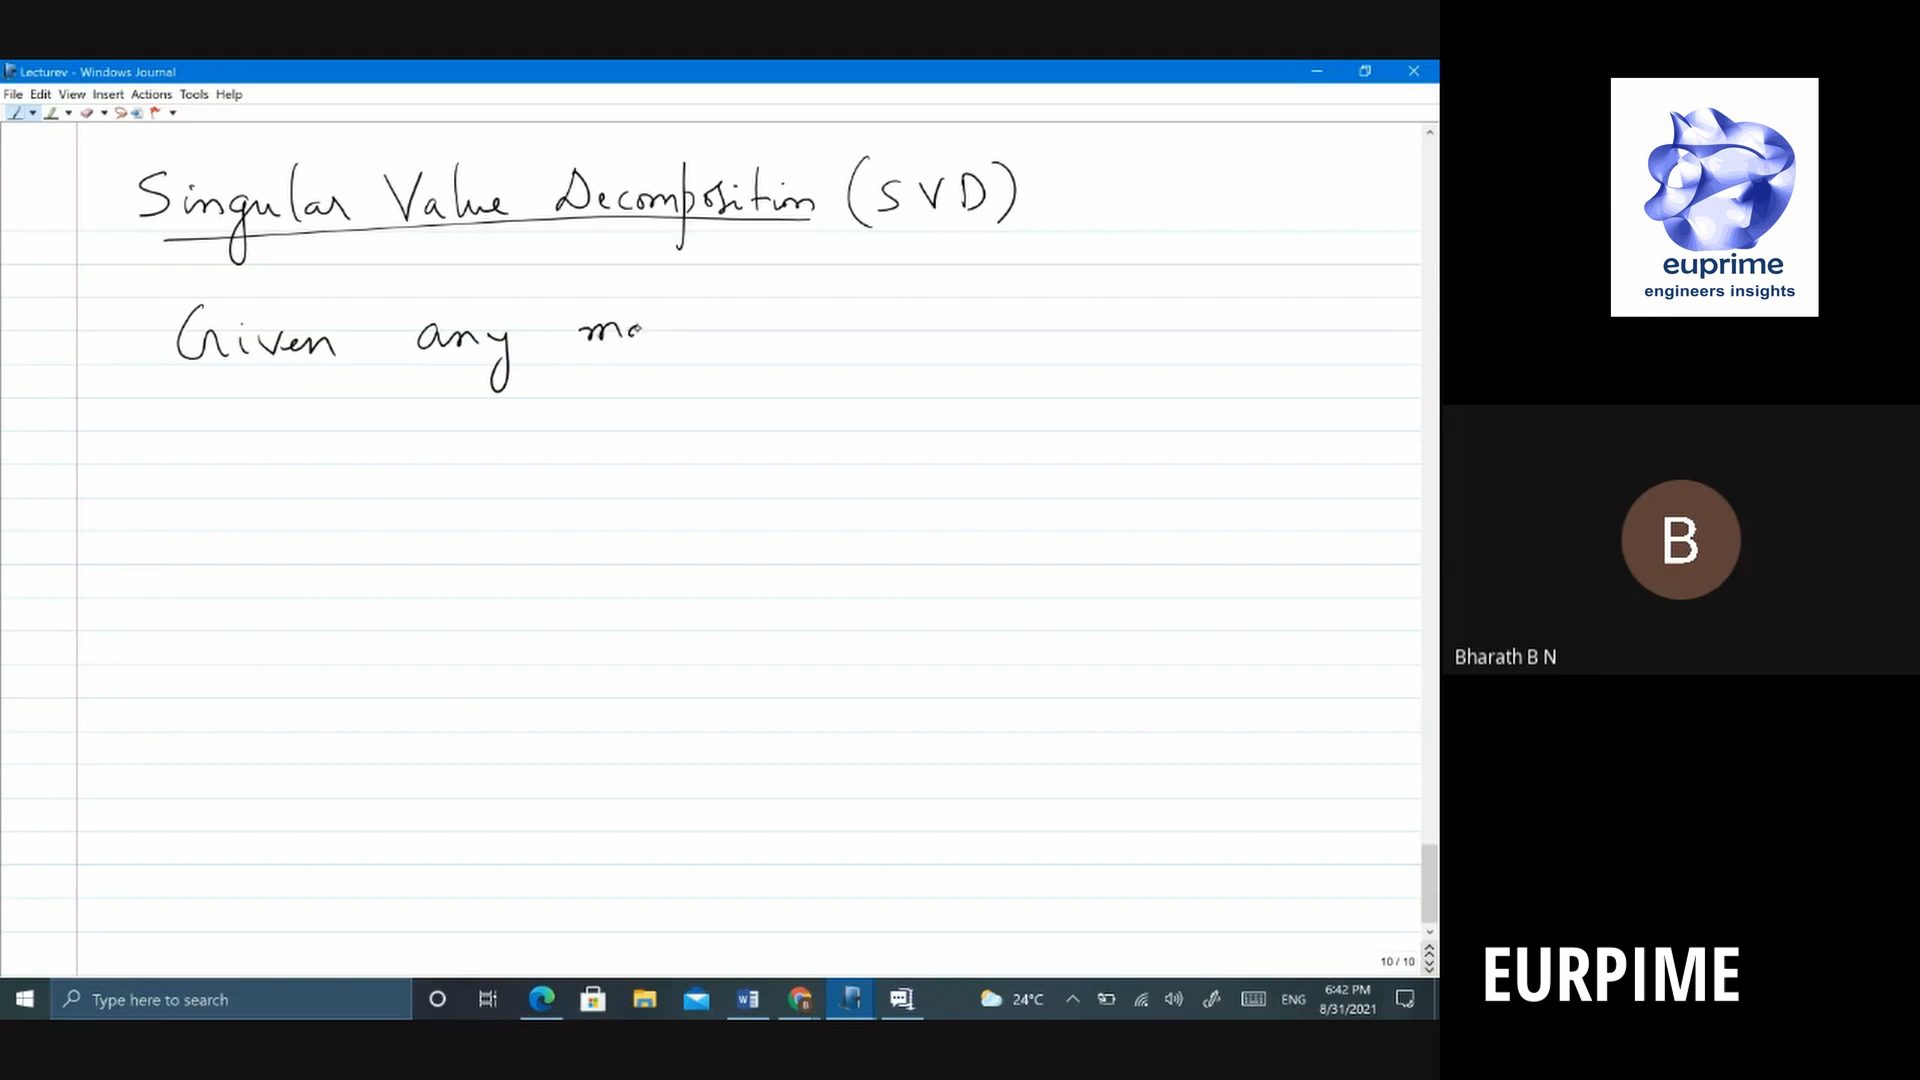 Lecturev - Windows Journal
File Edit View Insert Actions Tools Help
Singular Value Decomposition (SVD)
Given any ma
10 / 10
Type here to search
24°C
ENG
6:42 PM
8/31/2021
euprime
engineers insights
B
Bharath B N
EURPIME